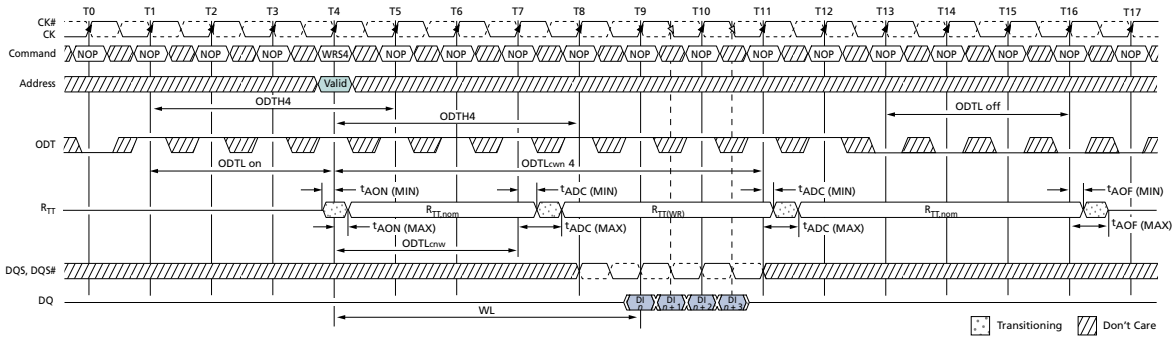 T0 T1 T2 T3 T4 T5 T6 T7 T8 T9 T10 T11 T12 T13 T14 T15 T16 T17
CK#
CK
Command NOP NOP NOP NOP WRS4 NOP NOP NOP NOP NOP NOP NOP NOP NOP NOP NOP NOP NOP
Address Valid
ODTH4 ODTL off
ODTH4
ODT
ODTL on ODTLcwn 4
tAON (MIN) tADC (MIN) tADC (MIN) tAOF (MIN)
RTT RTT,nom RTT(WR) RTT,nom
tAON (MAX) tADC (MAX) tADC (MAX) tAOF (MAX)
ODTLcnw
DQS, DQS#
DQ DI n DI n + 1 DI n + 2 DI n + 3
WL
Transitioning Don't Care